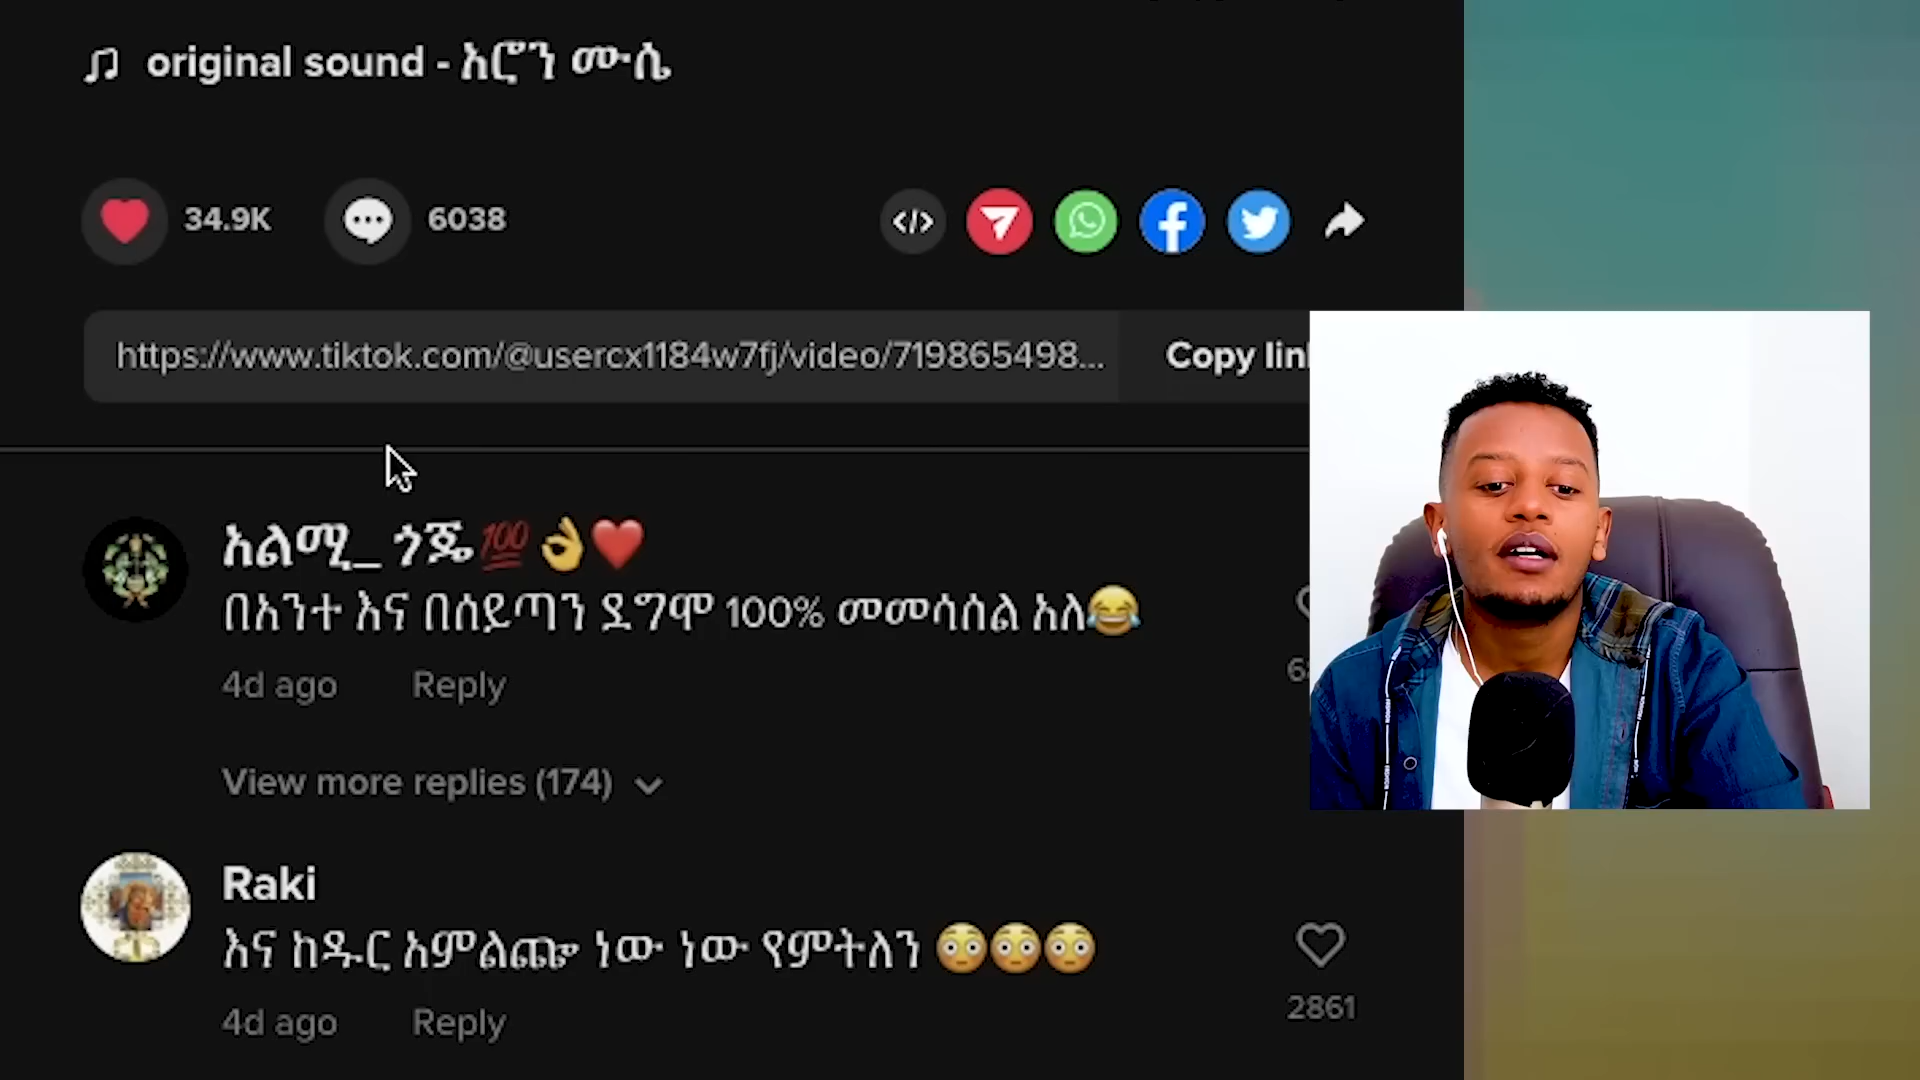 original sound - አሮን ሙሴ
34.9K
6038
https://www.tiktok.com/@usercx1184w7fj/video/719865498...
Copy lin
አልሚ_ ጎጄ💯👌❤️
በአንተ እና በሰይጣን ደግሞ 100% መመሳሰል አለ😂
4d ago Reply
View more replies (174)
Raki
እና ከዱር አምልጬ ነው ነው የምትለን 😳😳😳
2861
4d ago Reply